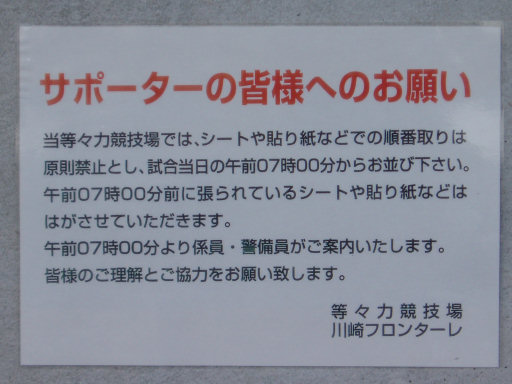 サポーターの皆様へのお願い
当等々力競技場では、シートや貼り紙などでの順番取りは
原則禁止とし、試合当日の午前07時00分からお並び下さい。
午前07時00分前に張られているシートや貼り紙などは
はがさせていただきます。
午前07時00分より係員・警備員がご案内いたします。
皆様のご理解とご協力をお願い致します。
等々力競技場
川崎フロンターレ